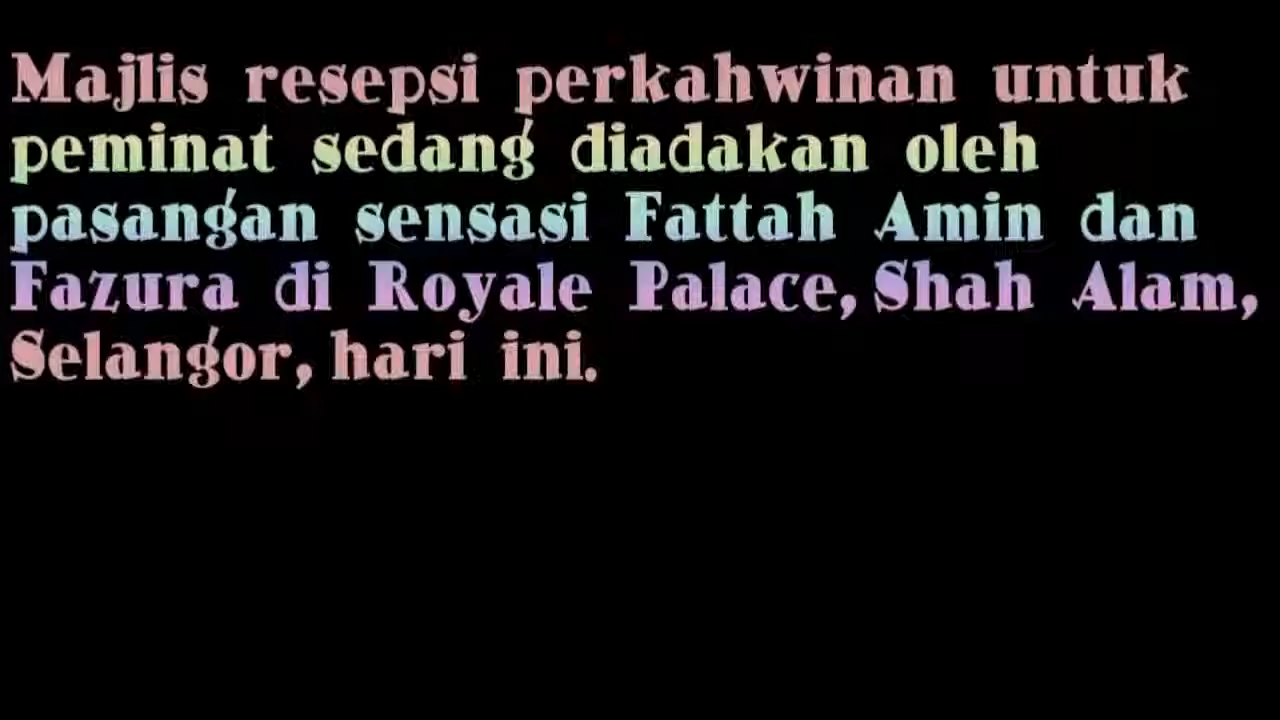 Majlis resepsi perkahwinan untuk
peminat sedang diadakan oleh
pasangan sensasi Fattah Amin dan
Fazura di Royale Palace, Shah Alam,
Selangor, hari ini.